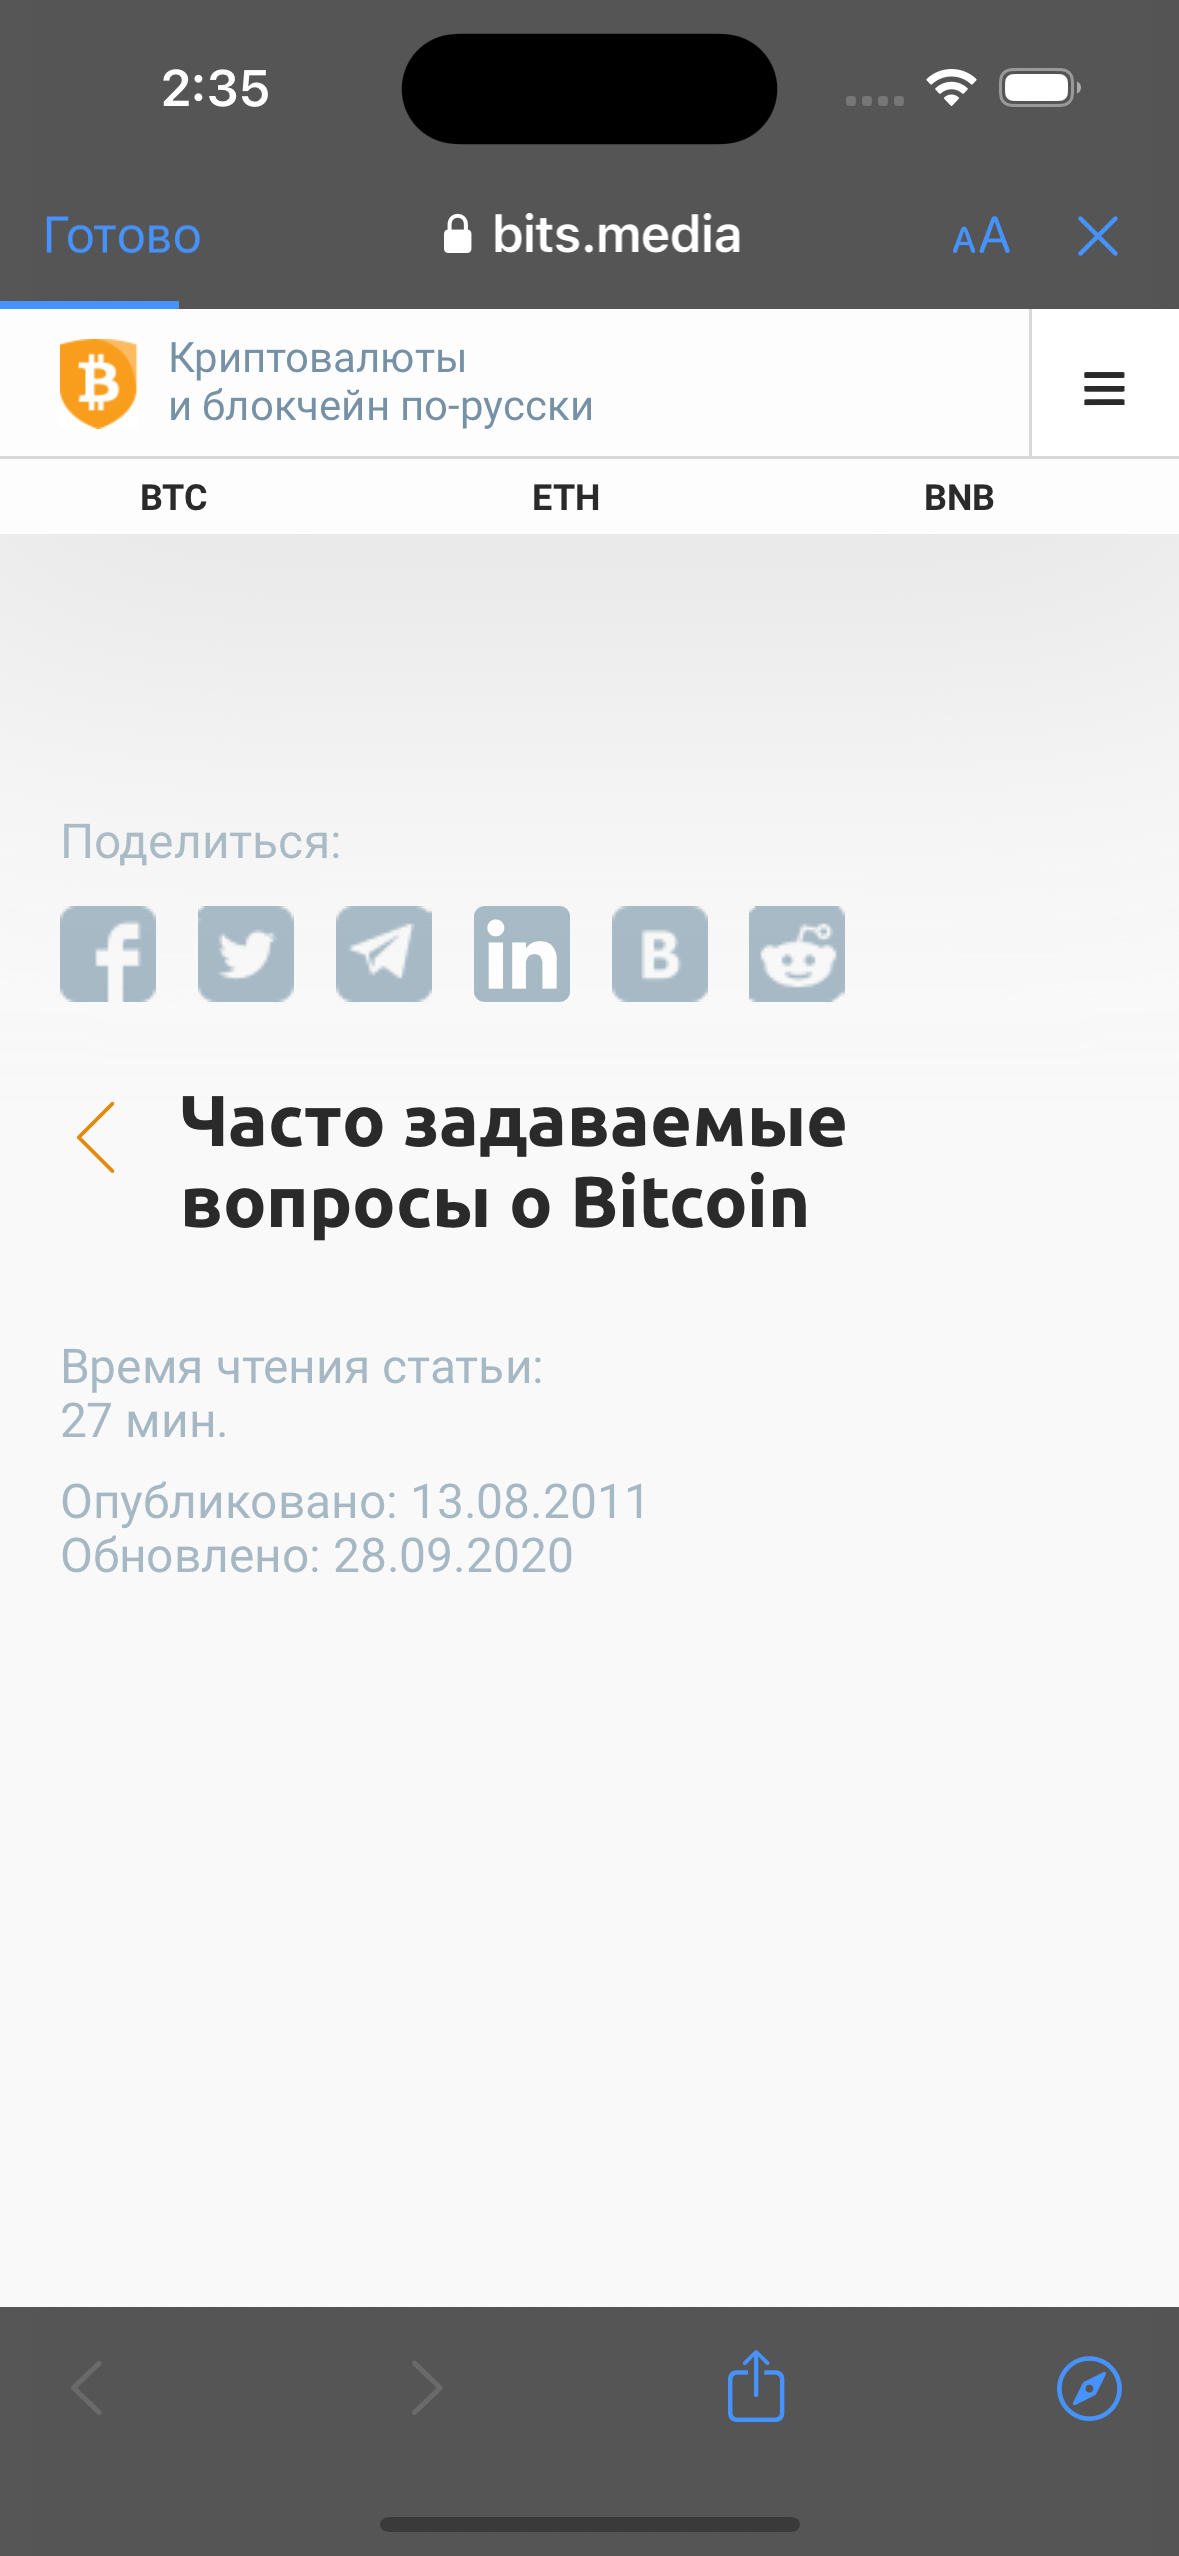 2:35
Готово
bits.media
AA
Криптовалюты
и блокчейн по-русски
BTC
ETH
BNB
Поделиться:
Часто задаваемые
вопросы о Bitcoin
Время чтения статьи:
27 мин.
Опубликовано: 13.08.2011
Обновлено: 28.09.2020